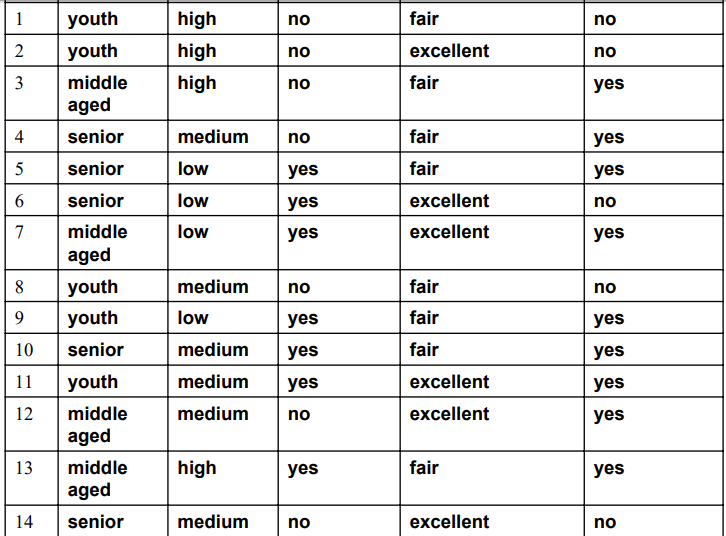 1 youth high no fair no
2 youth high no excellent no
3 middle high no fair yes
aged
4 senior medium no fair yes
5 senior low yes fair yes
6 senior low yes excellent no
7 middle low yes excellent yes
aged
8 youth medium no fair no
9 youth low yes fair yes
10 senior medium yes fair yes
11 youth medium yes excellent yes
12 middle medium no excellent yes
aged
13 middle high yes fair yes
aged
14 senior medium no excellent no